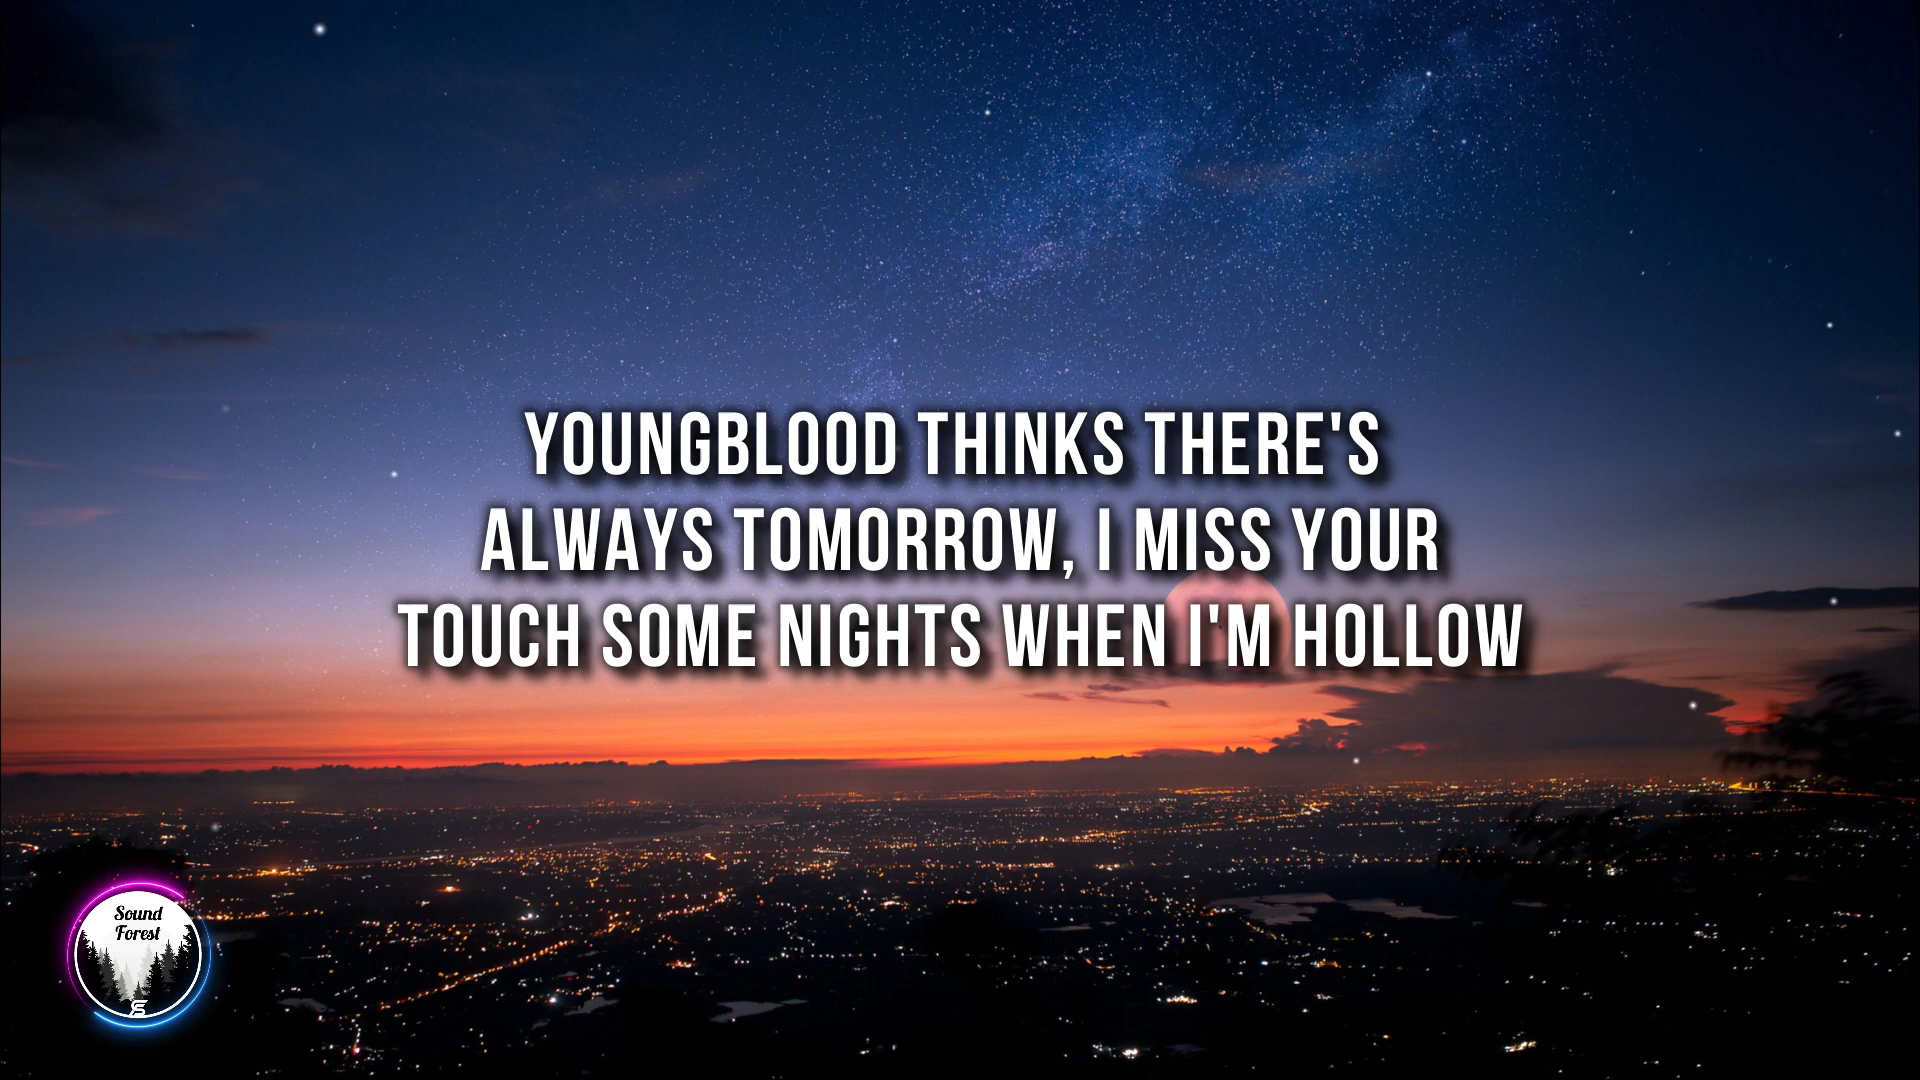 YOUNGBLOOD THINKS THERE'S
ALWAYS TOMORROW, I MISS YOUR
TOUCH SOME NIGHTS WHEN I'M HOLLOW
Sound
Forest